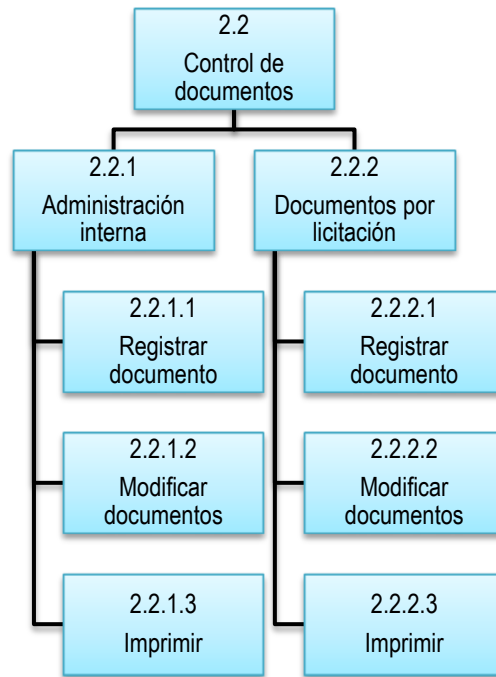 2.2
Control de
documentos
2.2.1
Administración
interna
2.2.2
Documentos por
licitación
2.2.1.1
Registrar
documento
2.2.2.1
Registrar
documento
2.2.1.2
Modificar
documentos
2.2.2.2
Modificar
documentos
2.2.1.3
Imprimir
2.2.2.3
Imprimir